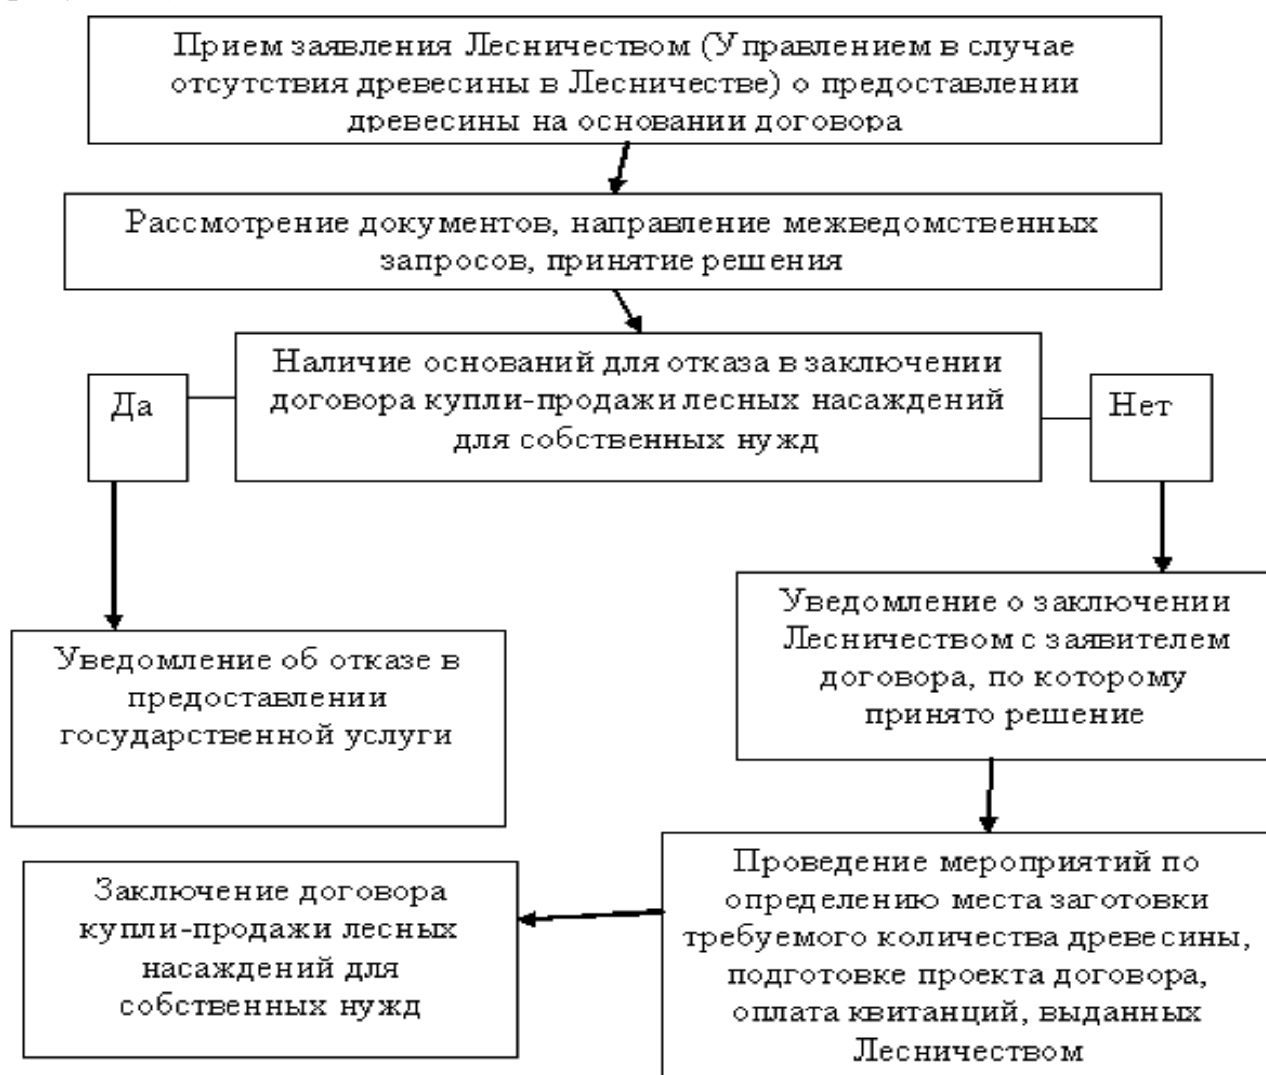 Прием заявления Лесничеством (Управлением в случае
отсутствия древесины в Лесничестве) о предоставлении
древесины на основании договора
Рассмотрение документов, направление межведомственных
запросов, принятие решения
Наличие оснований для отказа в заключении
договора купли-продажи лесных насаждений
для собственных нужд
Да
Нет
Уведомление о заключении
Лесничеством с заявителем
договора, по которому
принято решение
Уведомление об отказе в
предоставлении
государственной услуги
Проведение мероприятий по
определению места заготовки
требуемого количества древесины,
подготовке проекта договора,
оплата квитанций, выданных
Лесничеством
Заключение договора
купли-продажи лесных
насаждений для
собственных нужд